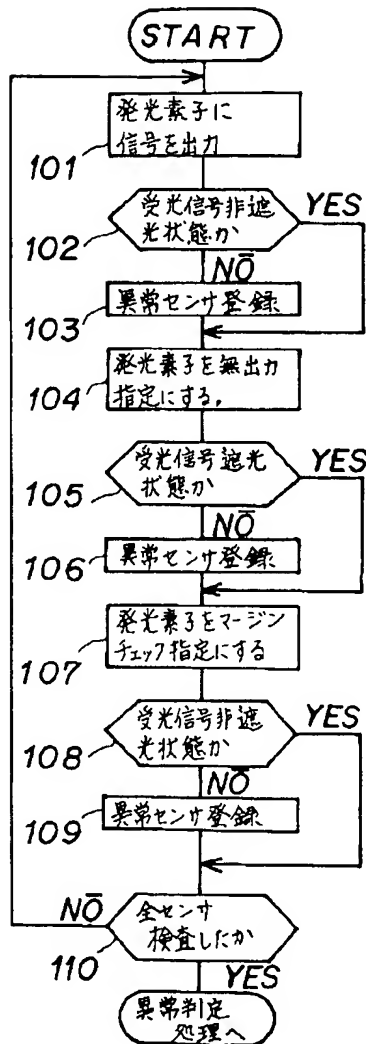 START
発光素子に
信号を出力
101
受光信号非遮
光状態か
YES
102
NO
異常センサ登録
103
発光素子を無出力
指定にする。
104
受光信号遮光
状態か
YES
105
NO
異常センサ登録
106
発光素子をマージン
チェック指定にする
107
受光信号非遮
光状態か
YES
108
NO
異常センサ登録
109
NO
全センサ
検査したか
110
YES
異常判定
処理へ